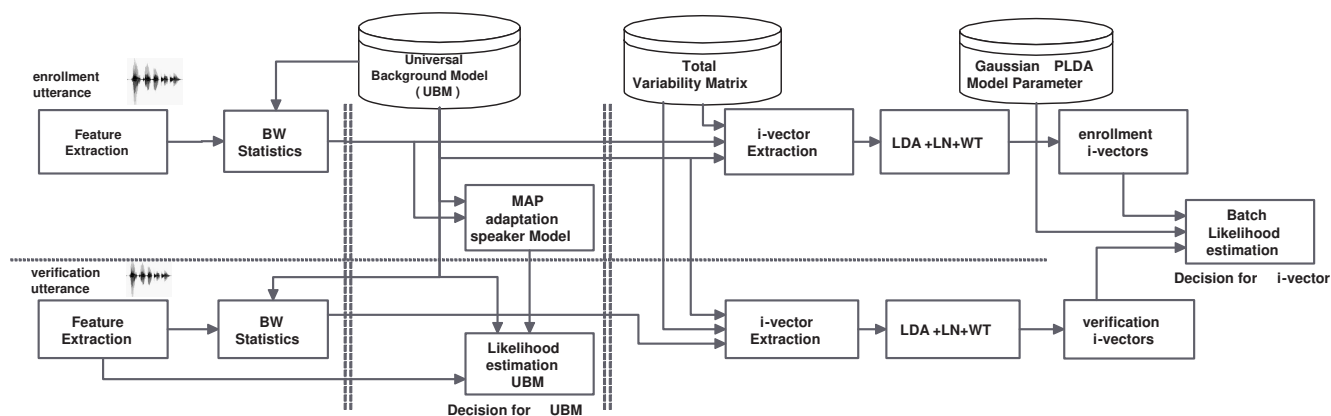 Universal
Background Model
( UBM )
Total
Variability Matrix
Gaussian PLDA
Model Parameter
enrollment
utterance
Feature
Extraction
BW
Statistics
i-vector
Extraction
LDA +LN+WT
enrollment
i-vectors
MAP
adaptation
speaker Model
Batch
Likelihood
estimation
Decision for i-vector
verification
utterance
Feature
Extraction
BW
Statistics
Likelihood
estimation
UBM
Decision for UBM
i-vector
Extraction
LDA +LN+WT
verification
i-vectors